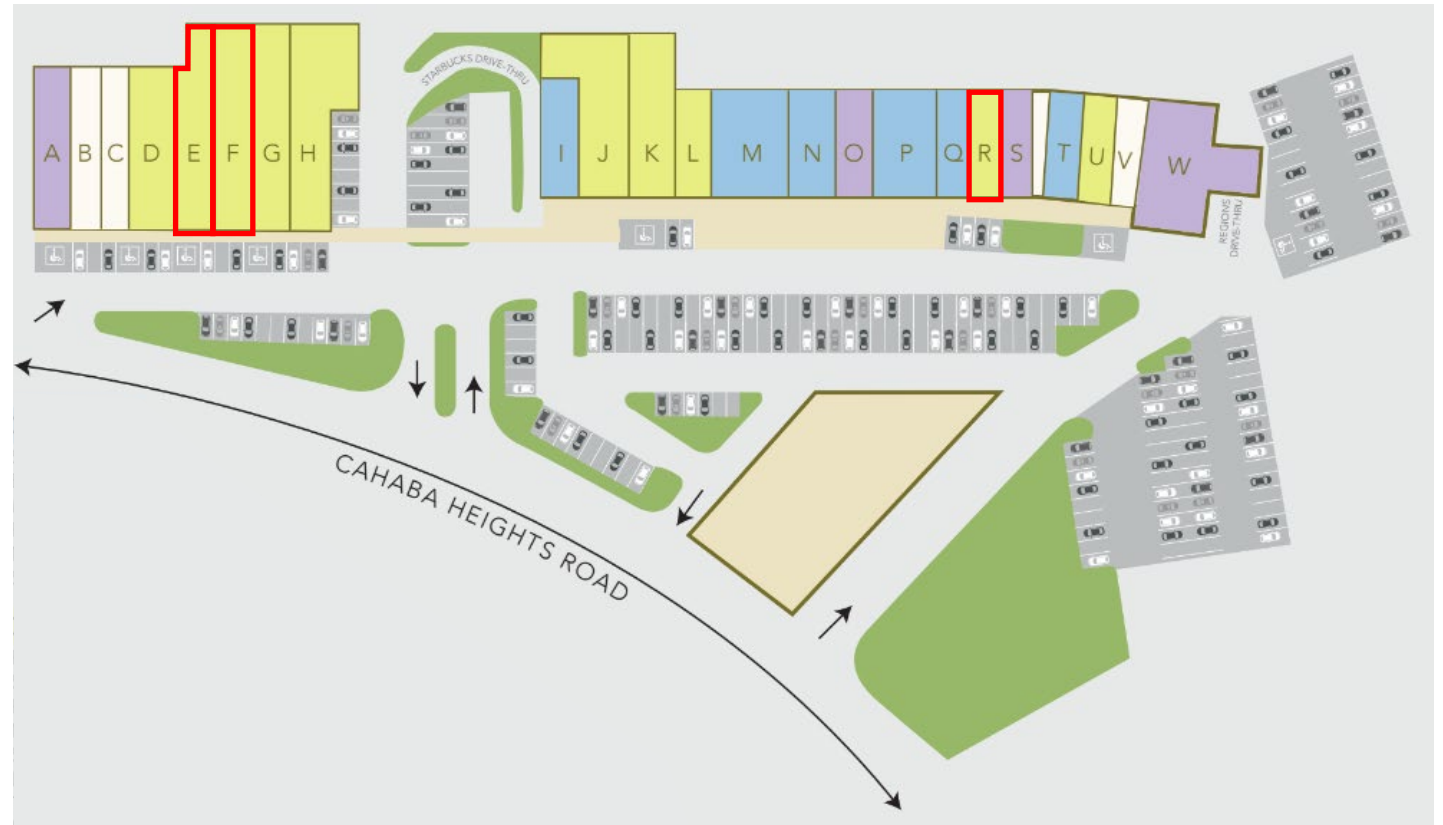 STARBUCKS DRIVE-THRU
A B C D E F G H I J K L M N O P Q R S T U V W
REGIONS
DRIVE-THRU
CAHABA HEIGHTS ROAD